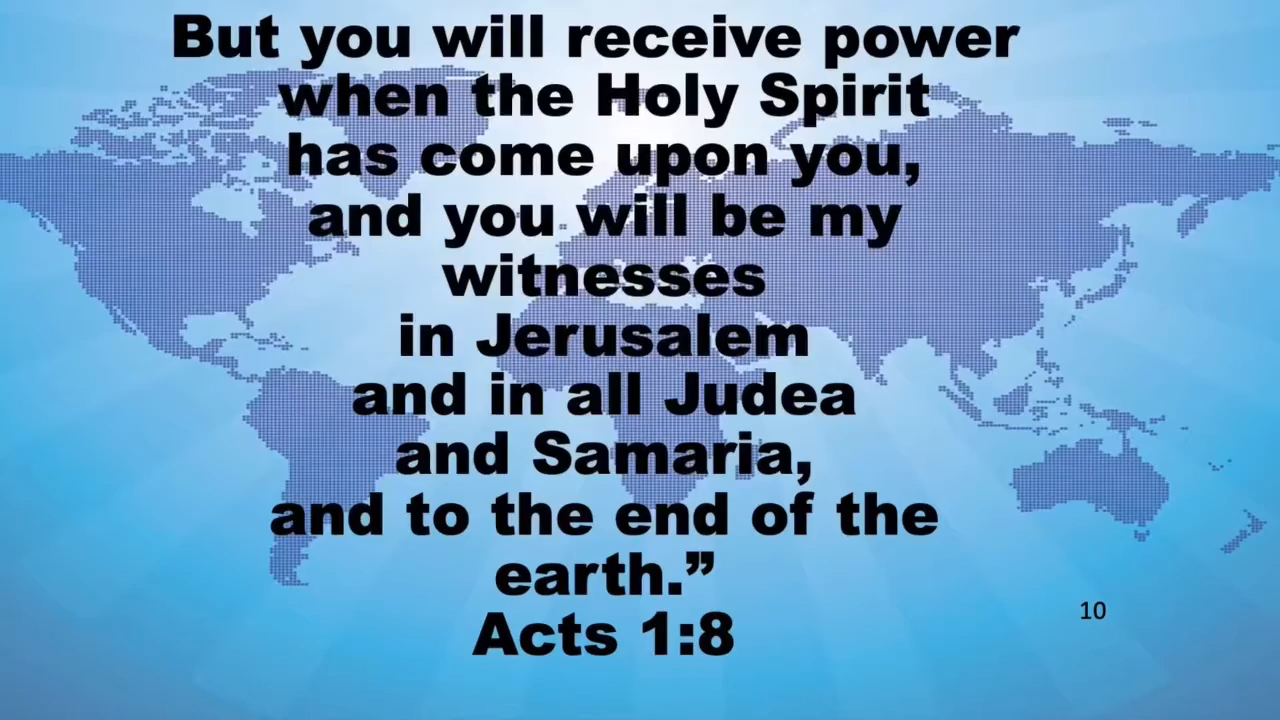 But you will receive power
when the Holy Spirit
has come upon you,
and you will be my
witnesses
in Jerusalem
and in all Judea
and Samaria,
and to the end of the
earth.”
Acts 1:8
10